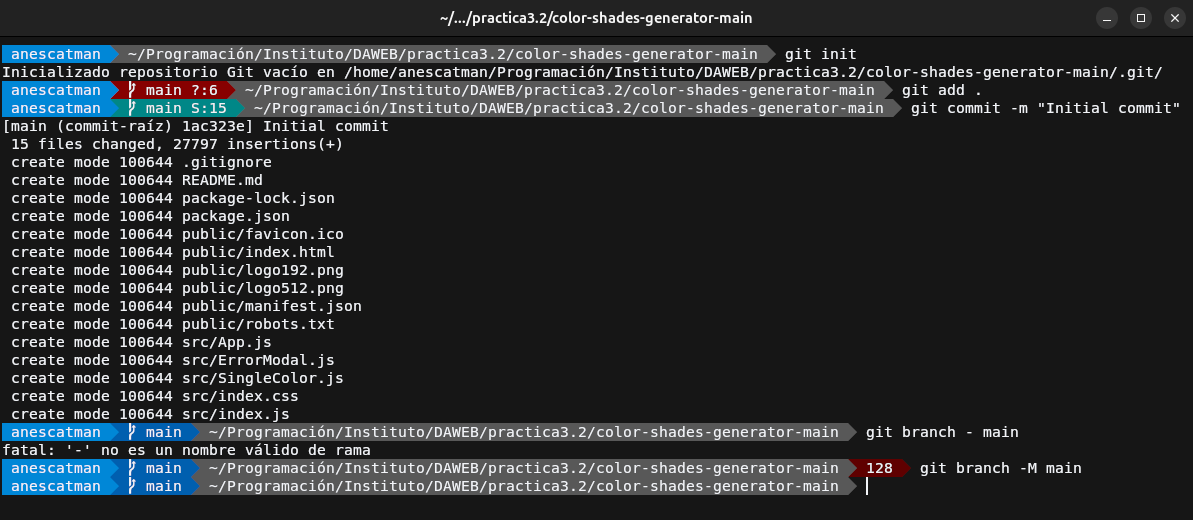 ~/.../practica3.2/color-shades-generator-main
anescatman ~/Programación/Instituto/DAWEB/practica3.2/color-shades-generator-main git init
Inicializado repositorio Git vacío en /home/anescatman/Programación/Instituto/DAWEB/practica3.2/color-shades-generator-main/.git/
anescatman main ?:6 ~/Programación/Instituto/DAWEB/practica3.2/color-shades-generator-main git add .
anescatman main S:15 ~/Programación/Instituto/DAWEB/practica3.2/color-shades-generator-main git commit -m "Initial commit"
[main (commit-raíz) 1ac323e] Initial commit
15 files changed, 27797 insertions(+)
create mode 100644 .gitignore
create mode 100644 README.md
create mode 100644 package-lock.json
create mode 100644 package.json
create mode 100644 public/favicon.ico
create mode 100644 public/index.html
create mode 100644 public/logo192.png
create mode 100644 public/logo512.png
create mode 100644 public/manifest.json
create mode 100644 public/robots.txt
create mode 100644 src/App.js
create mode 100644 src/ErrorModal.js
create mode 100644 src/SingleColor.js
create mode 100644 src/index.css
create mode 100644 src/index.js
anescatman main ~/Programación/Instituto/DAWEB/practica3.2/color-shades-generator-main git branch - main
fatal: '-' no es un nombre válido de rama
anescatman main ~/Programación/Instituto/DAWEB/practica3.2/color-shades-generator-main 128 git branch -M main
anescatman main ~/Programación/Instituto/DAWEB/practica3.2/color-shades-generator-main